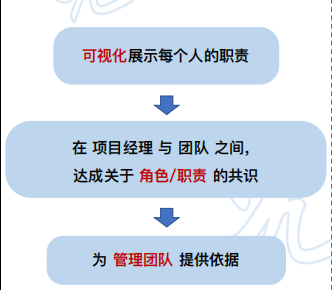 可视化展示每个人的职责
在 项目经理 与 团队 之间，
达成关于 角色/职责 的共识
为 管理团队 提供依据